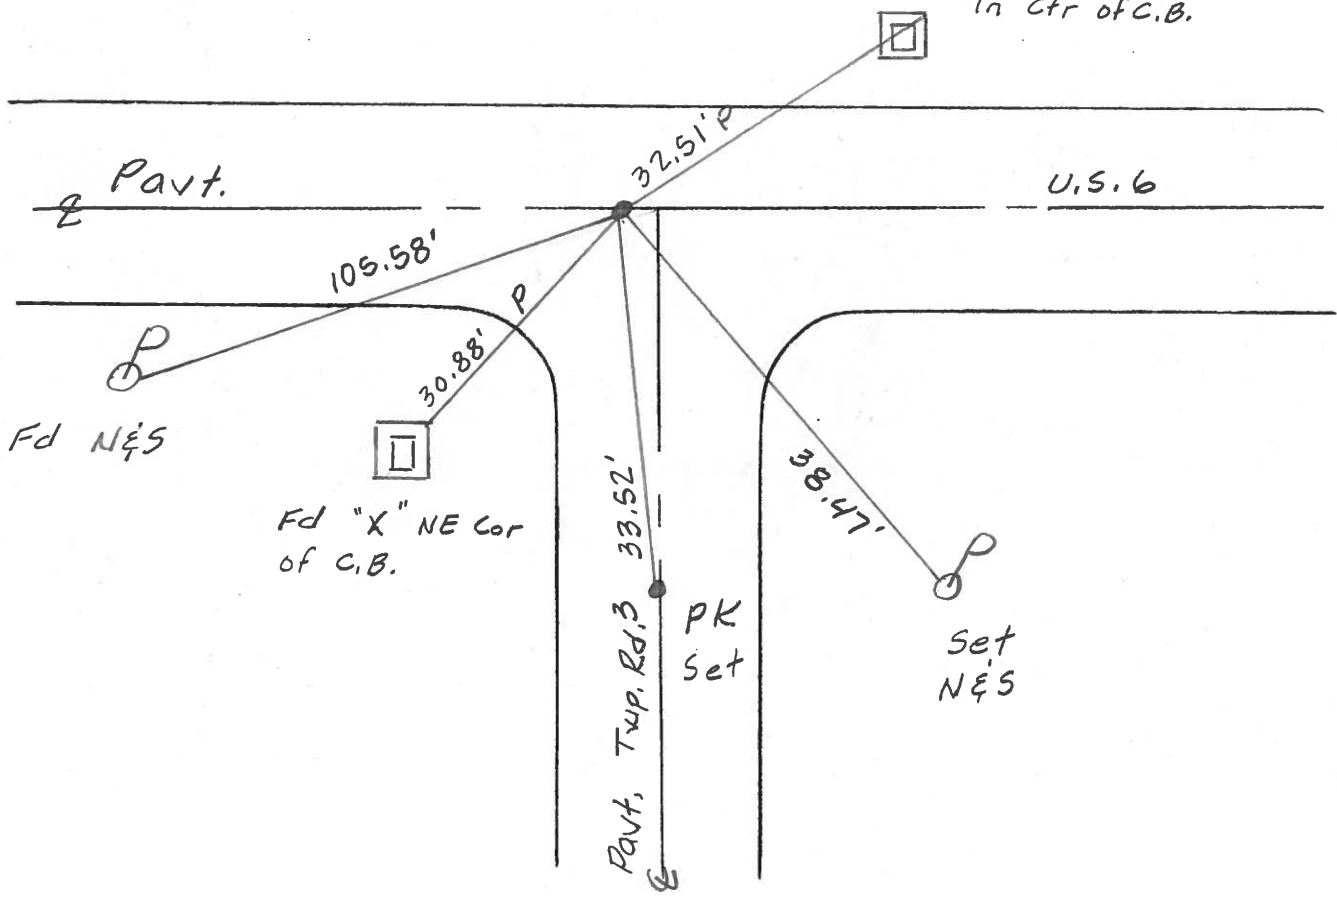 in Ctr of C.B.
32.51' P
Pavt.
U.S. 6
℄
105.58'
P
30.88'
P
Fd N&S
Fd "X" NE Cor
of C.B.
33.52'
38.47'
P
PK
Set
Set
N&S
Pavt, Twp. Rd. 3
℄